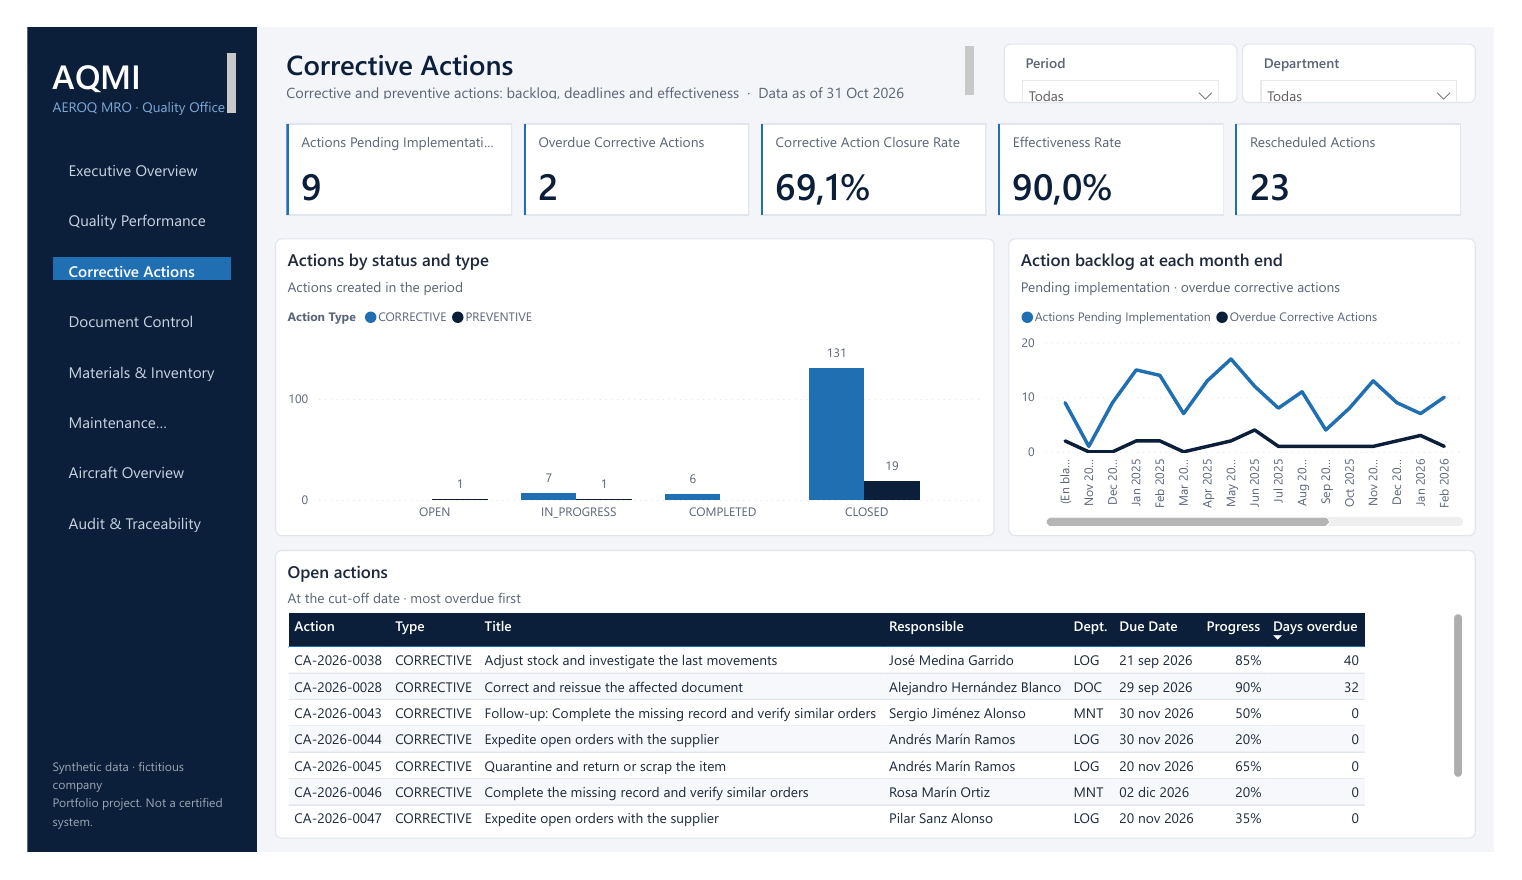 AQMI
AEROQ MRO · Quality Office
Executive Overview
Quality Performance
Corrective Actions
Document Control
Materials & Inventory
Maintenance...
Aircraft Overview
Audit & Traceability
Synthetic data · fictitious
company
Portfolio project. Not a certified
system.
Corrective Actions
Corrective and preventive actions: backlog, deadlines and effectiveness · Data as of 31 Oct 2026
Period
Todas
Department
Todas
Actions Pending Implementati...
9
Overdue Corrective Actions
2
Corrective Action Closure Rate
69,1%
Effectiveness Rate
90,0%
Rescheduled Actions
23
Actions by status and type
Actions created in the period
Action Type CORRECTIVE PREVENTIVE
100
0
1
7
1
6
131
19
OPEN IN_PROGRESS COMPLETED CLOSED
Action backlog at each month end
Pending implementation · overdue corrective actions
Actions Pending Implementation Overdue Corrective Actions
20
10
0
(En bla...
Nov 20...
Dec 20...
Jan 2025
Feb 2025
Mar 20...
Apr 2025
May 20...
Jun 2025
Jul 2025
Aug 20...
Sep 20...
Oct 2025
Nov 20...
Dec 20...
Jan 2026
Feb 2026
Open actions
At the cut-off date · most overdue first
Action Type Title Responsible Dept. Due Date Progress Days overdue
CA-2026-0038 CORRECTIVE Adjust stock and investigate the last movements José Medina Garrido LOG 21 sep 2026 85% 40
CA-2026-0028 CORRECTIVE Correct and reissue the affected document Alejandro Hernández Blanco DOC 29 sep 2026 90% 32
CA-2026-0043 CORRECTIVE Follow-up: Complete the missing record and verify similar orders Sergio Jiménez Alonso MNT 30 nov 2026 50% 0
CA-2026-0044 CORRECTIVE Expedite open orders with the supplier Andrés Marín Ramos LOG 30 nov 2026 20% 0
CA-2026-0045 CORRECTIVE Quarantine and return or scrap the item Andrés Marín Ramos LOG 20 nov 2026 65% 0
CA-2026-0046 CORRECTIVE Complete the missing record and verify similar orders Rosa Marín Ortiz MNT 02 dic 2026 20% 0
CA-2026-0047 CORRECTIVE Expedite open orders with the supplier Pilar Sanz Alonso LOG 20 nov 2026 35% 0